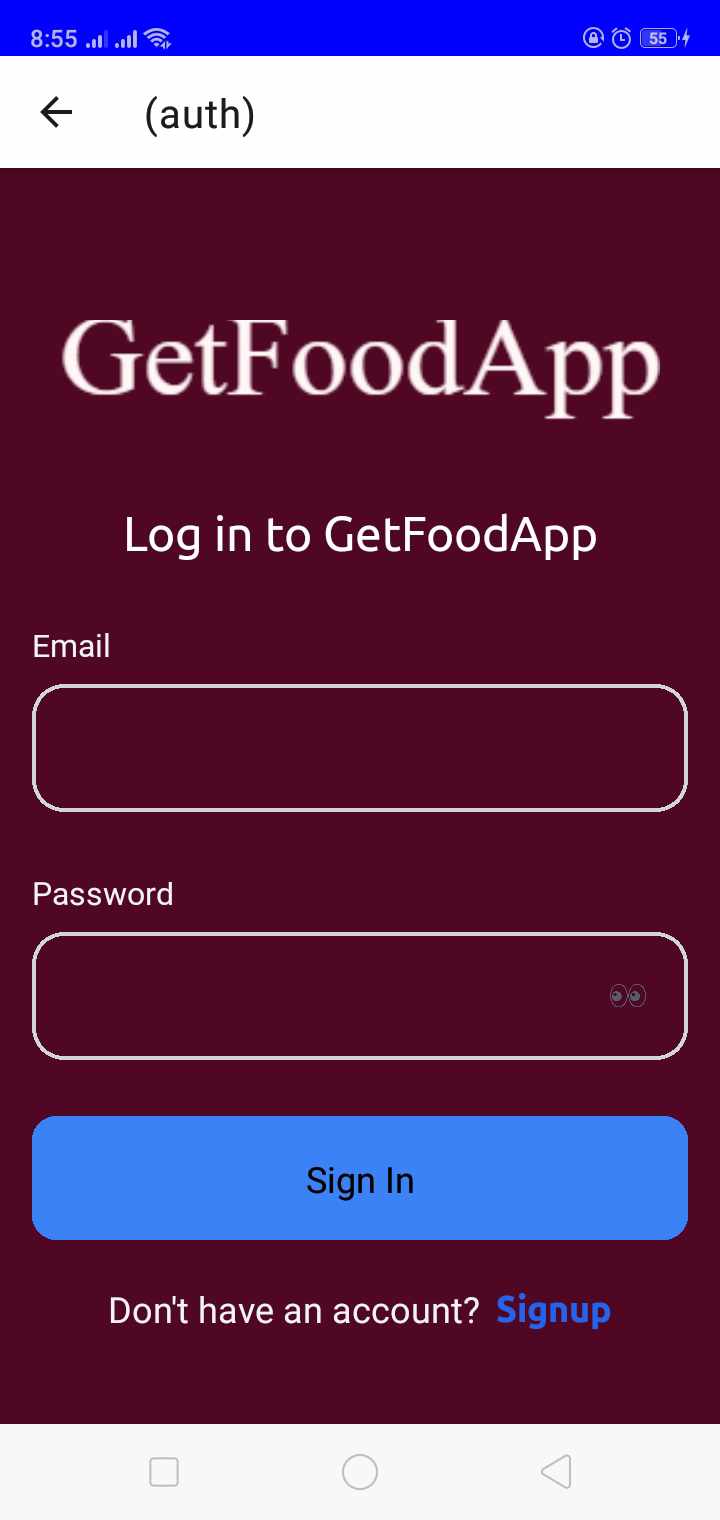 8:55 55
(auth)
GetFoodApp
Log in to GetFoodApp
Email
Password
Sign In
Don't have an account? Signup